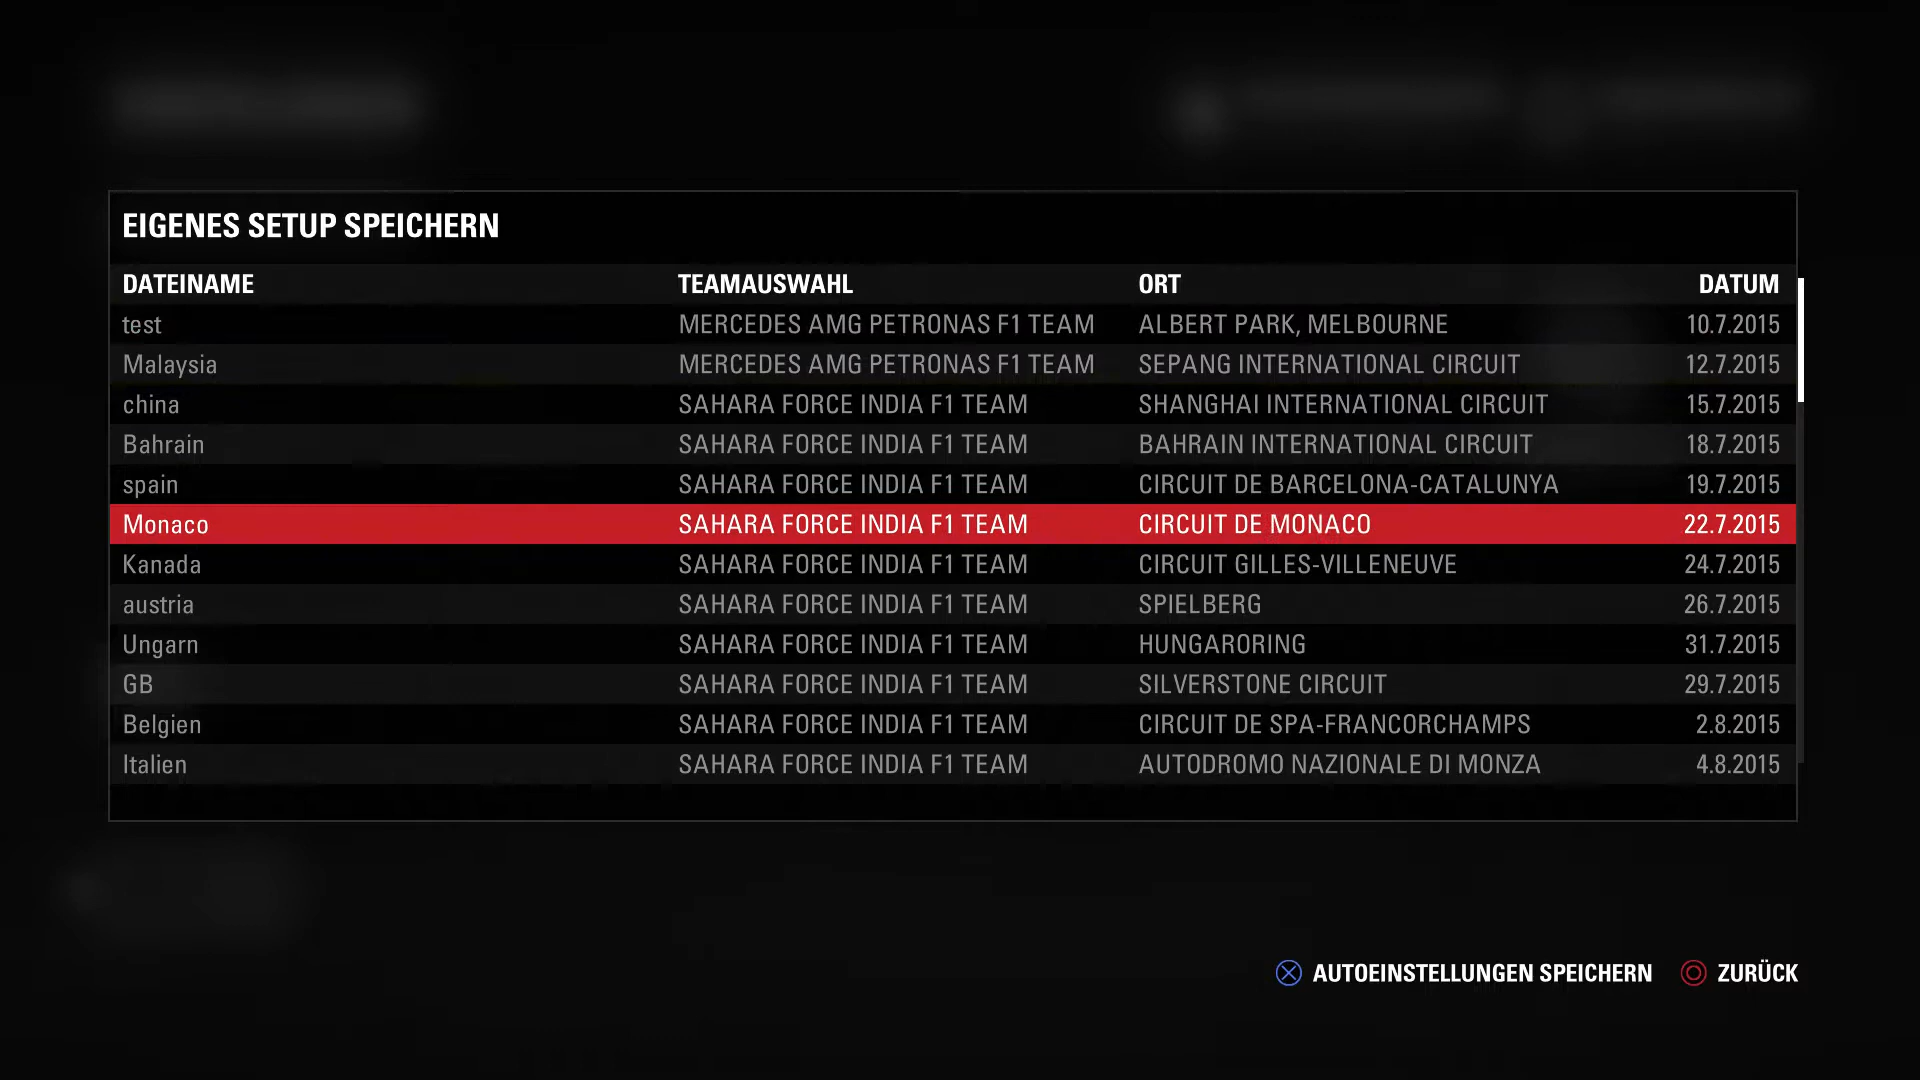 EIGENES SETUP SPEICHERN
DATEINAME TEAMAUSWAHL ORT DATUM
test MERCEDES AMG PETRONAS F1 TEAM ALBERT PARK, MELBOURNE 10.7.2015
Malaysia MERCEDES AMG PETRONAS F1 TEAM SEPANG INTERNATIONAL CIRCUIT 12.7.2015
china SAHARA FORCE INDIA F1 TEAM SHANGHAI INTERNATIONAL CIRCUIT 15.7.2015
Bahrain SAHARA FORCE INDIA F1 TEAM BAHRAIN INTERNATIONAL CIRCUIT 18.7.2015
spain SAHARA FORCE INDIA F1 TEAM CIRCUIT DE BARCELONA-CATALUNYA 19.7.2015
Monaco SAHARA FORCE INDIA F1 TEAM CIRCUIT DE MONACO 22.7.2015
Kanada SAHARA FORCE INDIA F1 TEAM CIRCUIT GILLES-VILLENEUVE 24.7.2015
austria SAHARA FORCE INDIA F1 TEAM SPIELBERG 26.7.2015
Ungarn SAHARA FORCE INDIA F1 TEAM HUNGARORING 31.7.2015
GB SAHARA FORCE INDIA F1 TEAM SILVERSTONE CIRCUIT 29.7.2015
Belgien SAHARA FORCE INDIA F1 TEAM CIRCUIT DE SPA-FRANCORCHAMPS 2.8.2015
Italien SAHARA FORCE INDIA F1 TEAM AUTODROMO NAZIONALE DI MONZA 4.8.2015
AUTOEINSTELLUNGEN SPEICHERN ZURÜCK